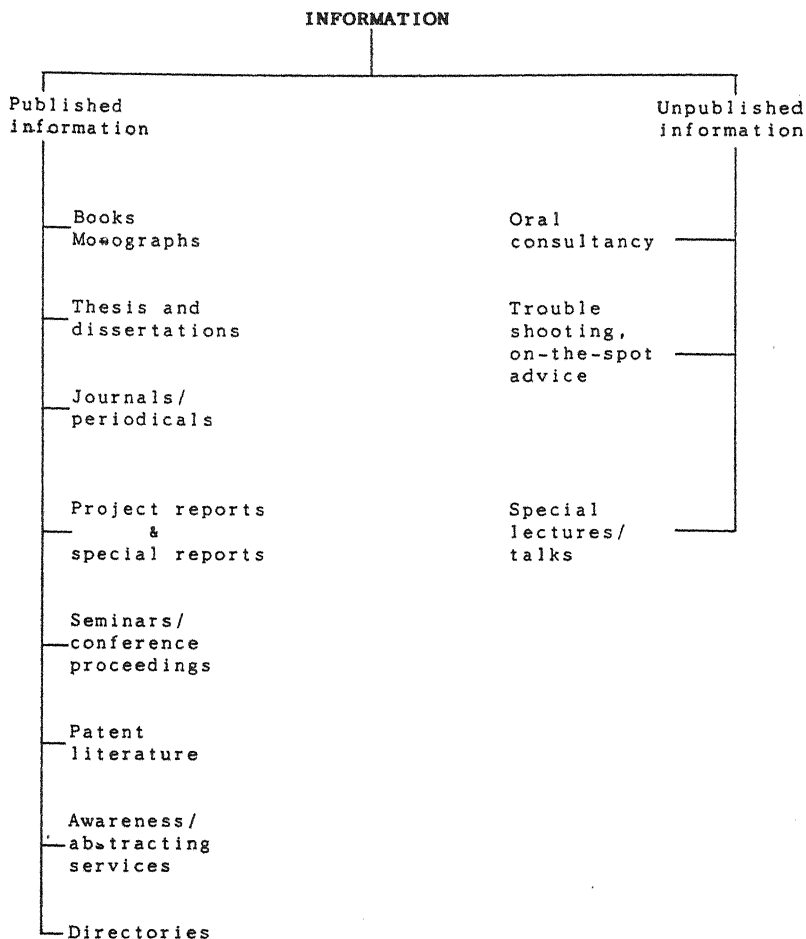 INFORMATION
Published
information
Books
Monographs
Thesis and
dissertations
Journals/
periodicals
Project reports
&
special reports
Seminars/
conference
proceedings
Patent
literature
Awareness/
abstracting
services
Directories
Unpublished
information
Oral
consultancy
Trouble
shooting,
on-the-spot
advice
Special
lectures/
talks